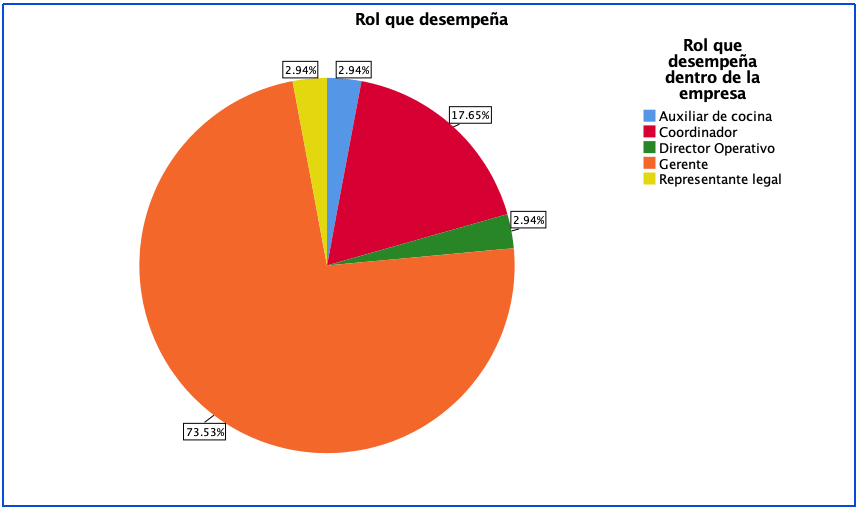 Rol que desempeña
2.94%
2.94%
17.65%
2.94%
73.53%
Rol que
desempeña
dentro de la
empresa
Auxiliar de cocina
Coordinador
Director Operativo
Gerente
Representante legal